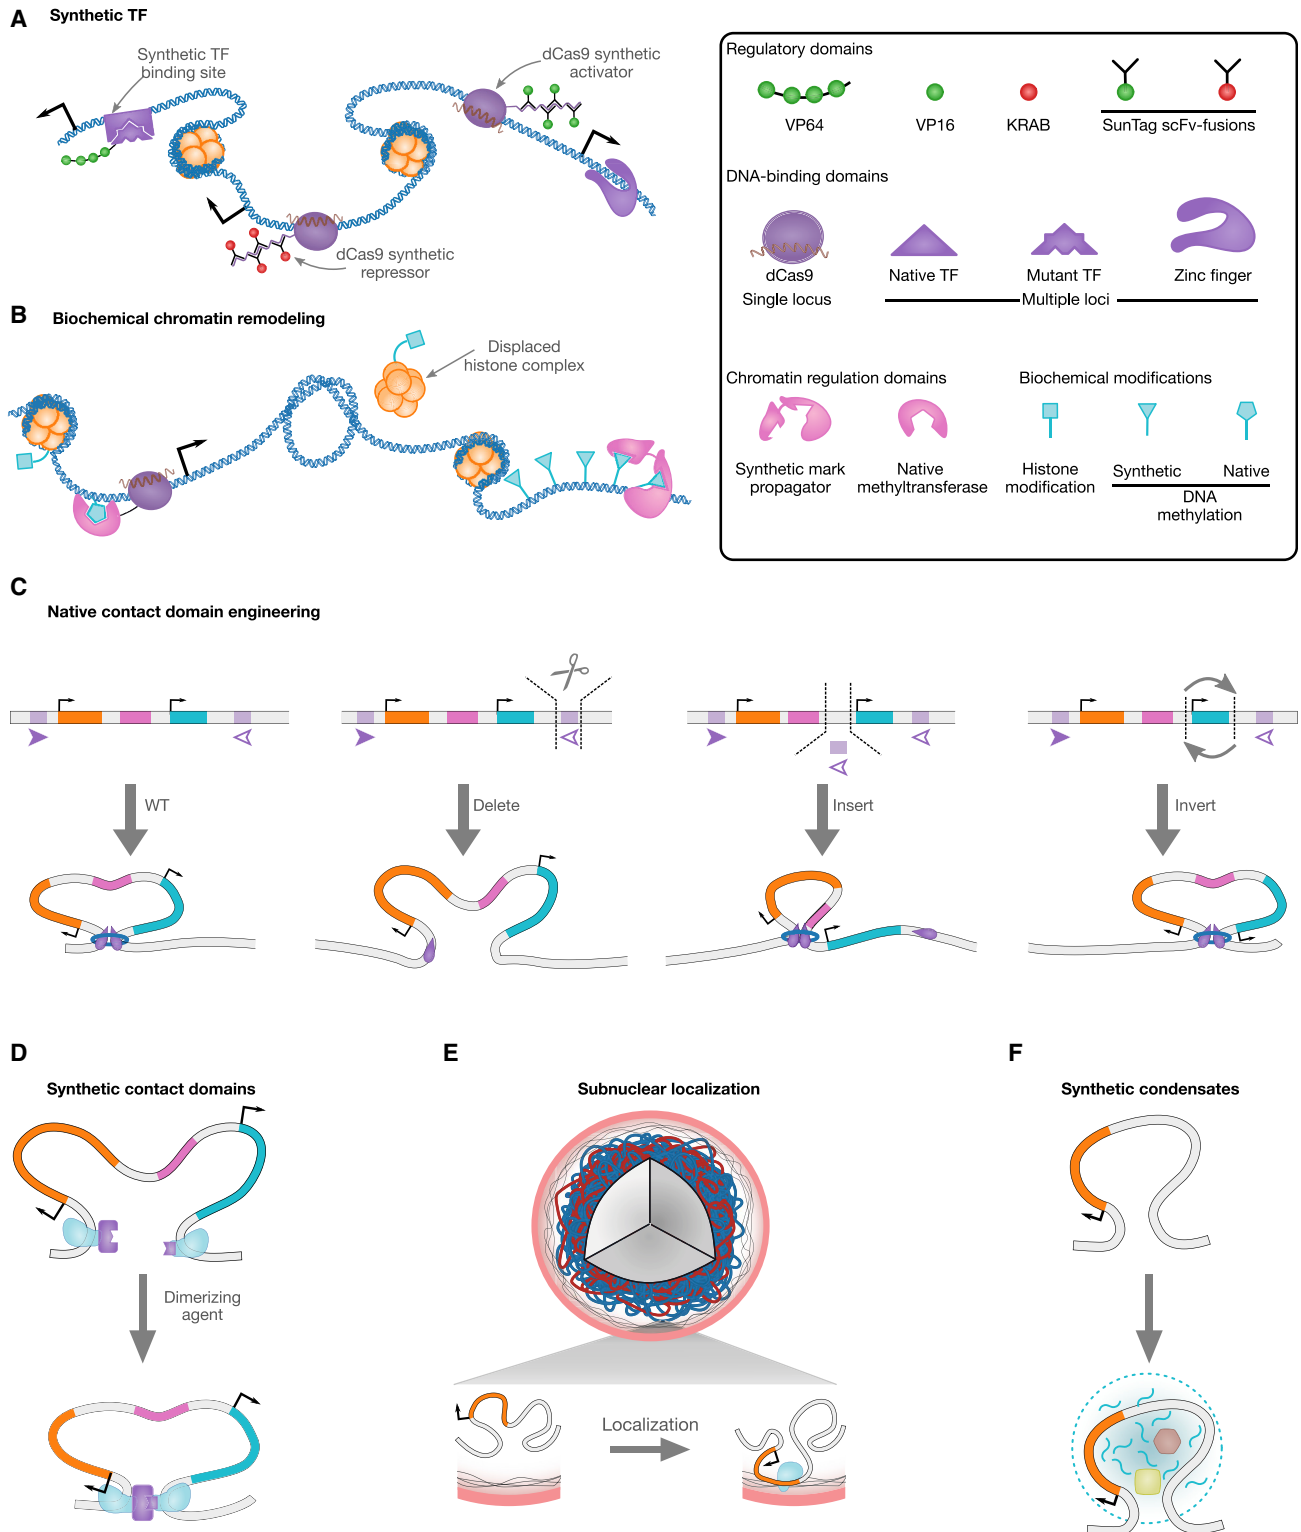 A
Synthetic TF
Synthetic TF
binding site
dCas9 synthetic
activator
dCas9 synthetic
repressor
Regulatory domains
VP64
VP16
KRAB
SunTag scFv-fusions
DNA-binding domains
dCas9
Native TF
Mutant TF
Zinc finger
Single locus
Multiple loci
Chromatin regulation domains
Biochemical modifications
Synthetic mark
propagator
Native
methyltransferase
Histone
modification
Synthetic
Native
DNA
methylation
B
Biochemical chromatin remodeling
Displaced
histone complex
C
Native contact domain engineering
WT
Delete
Insert
Invert
D
Synthetic contact domains
Dimerizing
agent
E
Subnuclear localization
Localization
F
Synthetic condensates